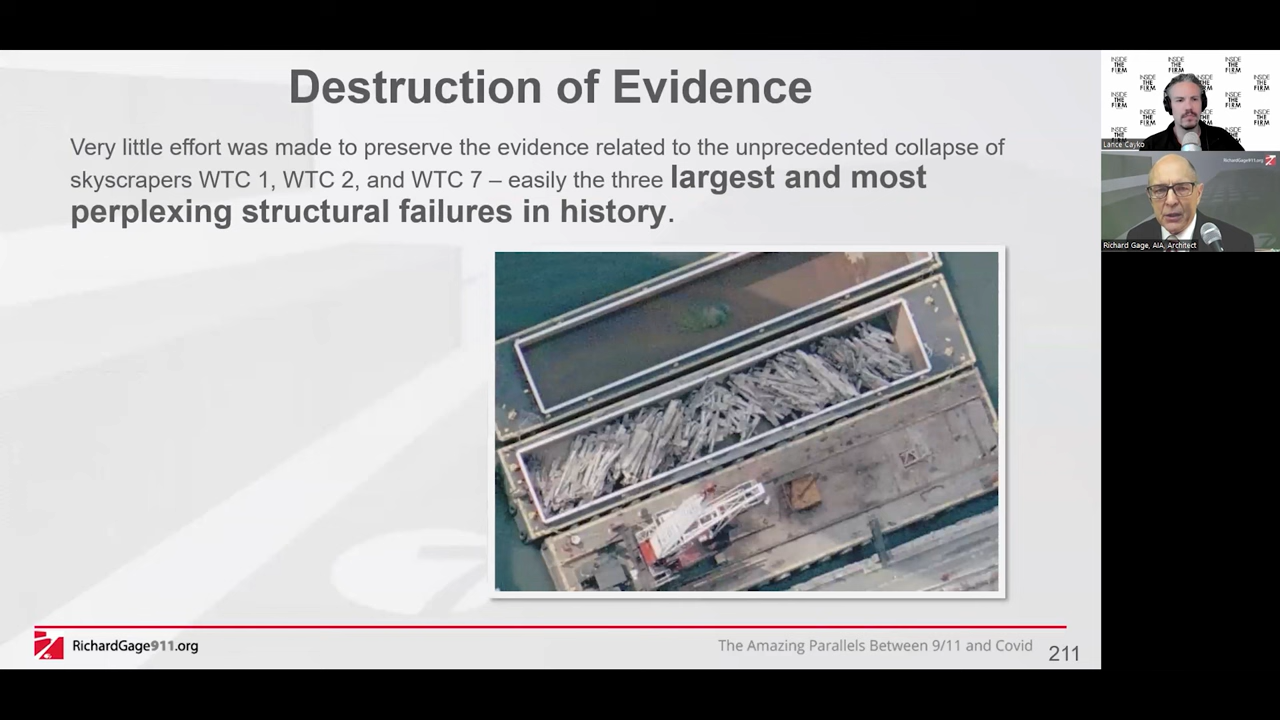 Destruction of Evidence
Very little effort was made to preserve the evidence related to the unprecedented collapse of
skyscrapers WTC 1, WTC 2, and WTC 7 – easily the three largest and most
perplexing structural failures in history.
RichardGage911.org
The Amazing Parallels Between 9/11 and Covid
211
INSIDE THE FIRM
Lance Cayko
RichardGage911.org
Richard Gage, AIA, Architect